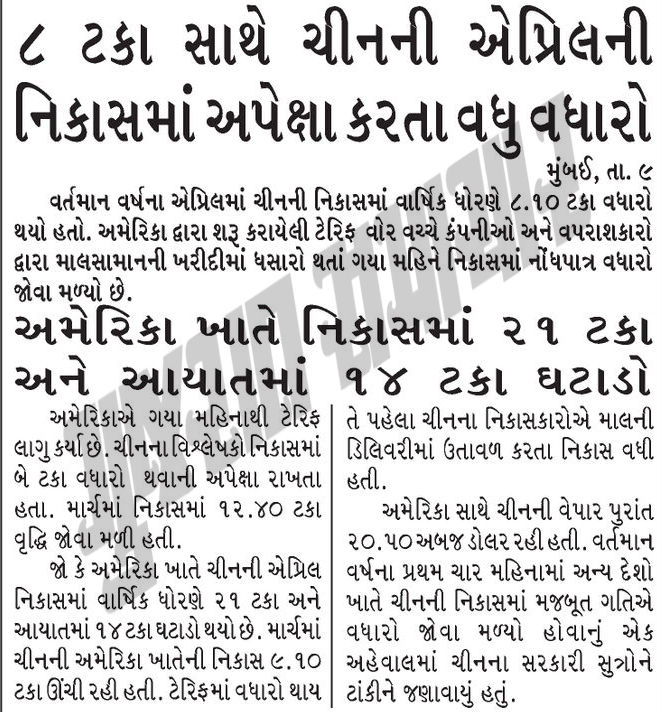 ૮ ટકા સાથે ચીનની એપ્રિલની
નિકાસમાં અપેક્ષા કરતા વધુ વધારો
મુંબઈ, તા. ૯
વર્તમાન વર્ષના એપ્રિલમાં ચીનની નિકાસમાં વાર્ષિક ધોરણે ૮.૧૦ ટકા વધારો
થયો હતો. અમેરિકા દ્વારા શરૂ કરાયેલી ટેરિફ વોર વચ્ચે કંપનીઓ અને વપરાશકારો
દ્વારા માલસામાનની ખરીદીમાં ધસારો થતાં ગયા મહિને નિકાસમાં નોંધપાત્ર વધારો
જોવા મળ્યો છે.
અમેરિકા ખાતે નિકાસમાં ૨૧ ટકા
અને આયાતમાં ૧૪ ટકા ઘટાડો
અમેરિકાએ ગયા મહિનાથી ટેરિફ
લાગુ કર્યા છે. ચીનના વિશ્લેષકો નિકાસમાં
બે ટકા વધારો થવાની અપેક્ષા રાખતા
હતા. માર્ચમાં નિકાસમાં ૧૨.૪૦ ટકા
વૃદ્ધિ જોવા મળી હતી.
જો કે અમેરિકા ખાતે ચીનની એપ્રિલ
નિકાસમાં વાર્ષિક ધોરણે ૨૧ ટકા અને
આયાતમાં ૧૪ ટકા ઘટાડો થયો છે. માર્ચમાં
ચીનની અમેરિકા ખાતેની નિકાસ ૯.૧૦
ટકા ઊંચી રહી હતી. ટેરિફમાં વધારો થાય
તે પહેલા ચીનના નિકાસકારોએ માલની
ડિલિવરીમાં ઉતાવળ કરતા નિકાસ વધી
હતી.
અમેરિકા સાથે ચીનની વેપાર પુરાંત
૨૦.૫૦ અબજ ડોલર રહી હતી. વર્તમાન
વર્ષના પ્રથમ ચાર મહિનામાં અન્ય દેશો
ખાતે ચીનની નિકાસમાં મજબૂત ગતિએ
વધારો જોવા મળ્યો હોવાનું એક
અહેવાલમાં ચીનના સરકારી સુત્રોને
ટાંકીને જણાવાયું હતું.